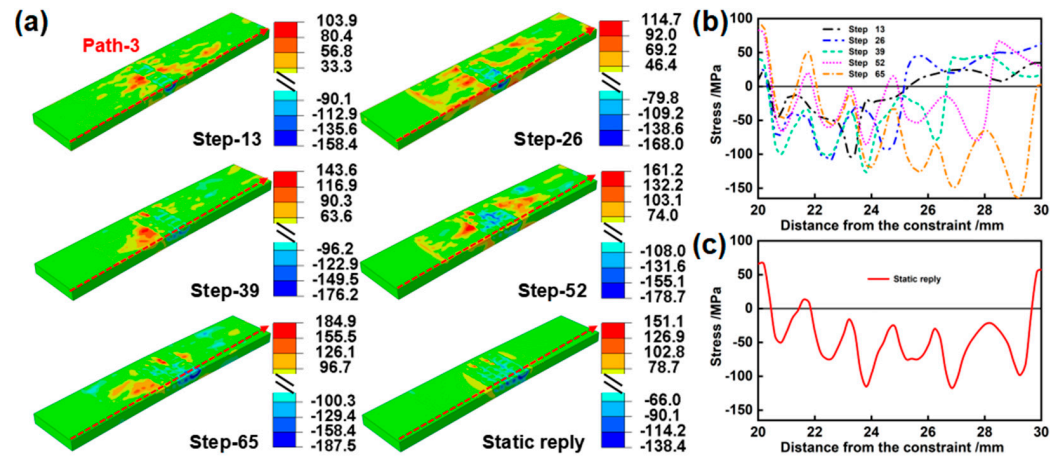 (a)
Path-3
103.9
80.4
56.8
33.3
-90.1
-112.9
-135.6
-158.4
Step-13
114.7
92.0
69.2
46.4
-79.8
-109.2
-138.6
-168.0
Step-26
143.6
116.9
90.3
63.6
-96.2
-122.9
-149.5
-176.2
Step-39
161.2
132.2
103.1
74.0
-108.0
-131.6
-155.1
-178.7
Step-52
184.9
155.5
126.1
96.7
-100.3
-129.4
-158.4
-187.5
Step-65
151.1
126.9
102.8
78.7
-66.0
-90.1
-114.2
-138.4
Static reply
(b)
Stress /MPa
100
50
0
-50
-100
-150
Step 13
Step 26
Step 39
Step 52
Step 65
20 22 24 26 28 30
Distance from the constraint /mm
(c)
Stress /MPa
100
50
0
-50
-100
-150
Static reply
20 22 24 26 28 30
Distance from the constraint /mm